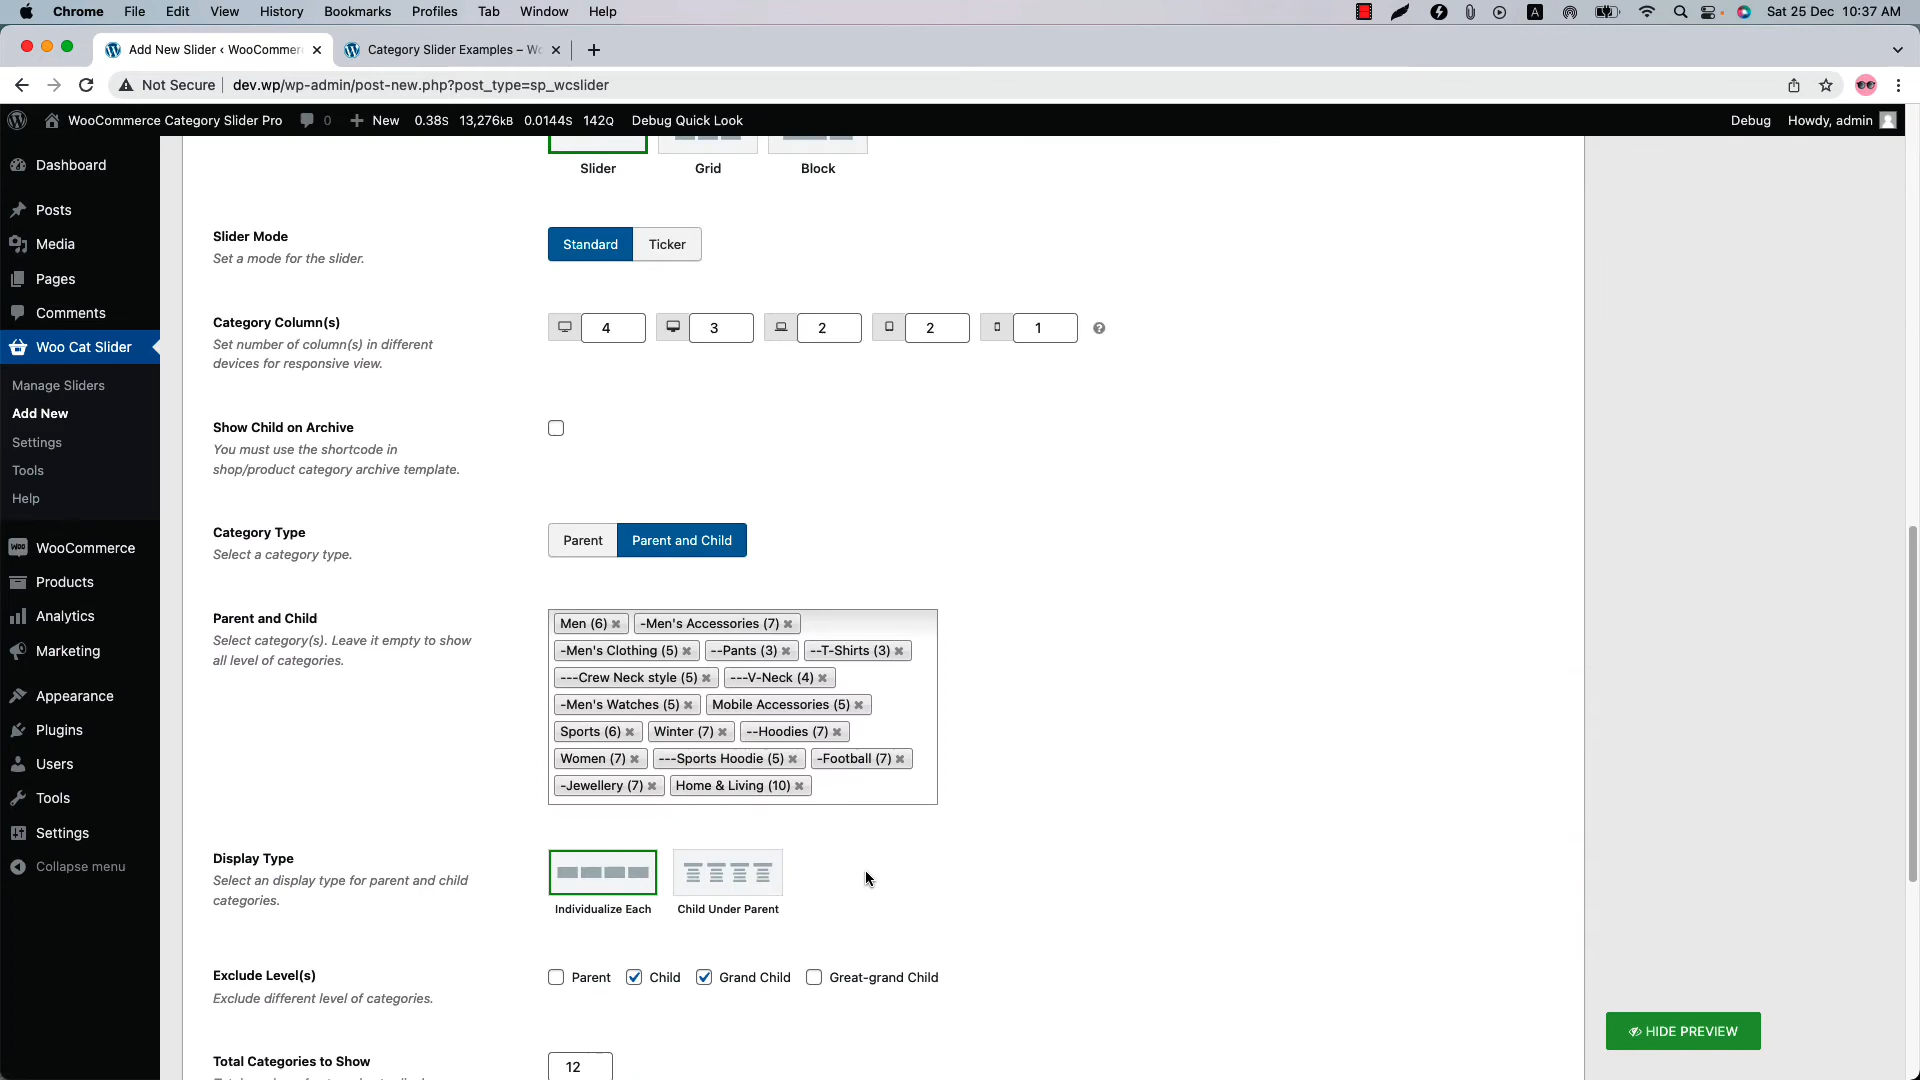 Chrome File Edit View History Bookmarks Profiles Tab Window Help A Sat 25 Dec 10:37 AM
Add New Slider ‹ WooCommer Category Slider Examples – Wo
Not Secure dev.wp/wp-admin/post-new.php?post_type=sp_wcslider
WooCommerce Category Slider Pro 0 New 0.38S 13,276KB 0.0144S 142Q Debug Quick Look Debug Howdy, admin
Dashboard
Posts
Media
Pages
Comments
Woo Cat Slider
Manage Sliders
Add New
Settings
Tools
Help
WooCommerce
Products
Analytics
Marketing
Appearance
Plugins
Users
Tools
Settings
Collapse menu
Slider Grid Block
Slider Mode
Set a mode for the slider.
Standard Ticker
Category Column(s)
Set number of column(s) in different
devices for responsive view.
4 3 2 2 1
Show Child on Archive
You must use the shortcode in
shop/product category archive template.
Category Type
Select a category type.
Parent Parent and Child
Parent and Child
Select category(s). Leave it empty to show
all level of categories.
Men (6) -Men's Accessories (7)
-Men's Clothing (5) --Pants (3) --T-Shirts (3)
---Crew Neck style (5) ---V-Neck (4)
-Men's Watches (5) Mobile Accessories (5)
Sports (6) Winter (7) --Hoodies (7)
Women (7) ---Sports Hoodie (5) -Football (7)
-Jewellery (7) Home & Living (10)
Display Type
Select an display type for parent and child
categories.
Individualize Each Child Under Parent
Exclude Level(s)
Exclude different level of categories.
Parent Child Grand Child Great-grand Child
HIDE PREVIEW
Total Categories to Show
12